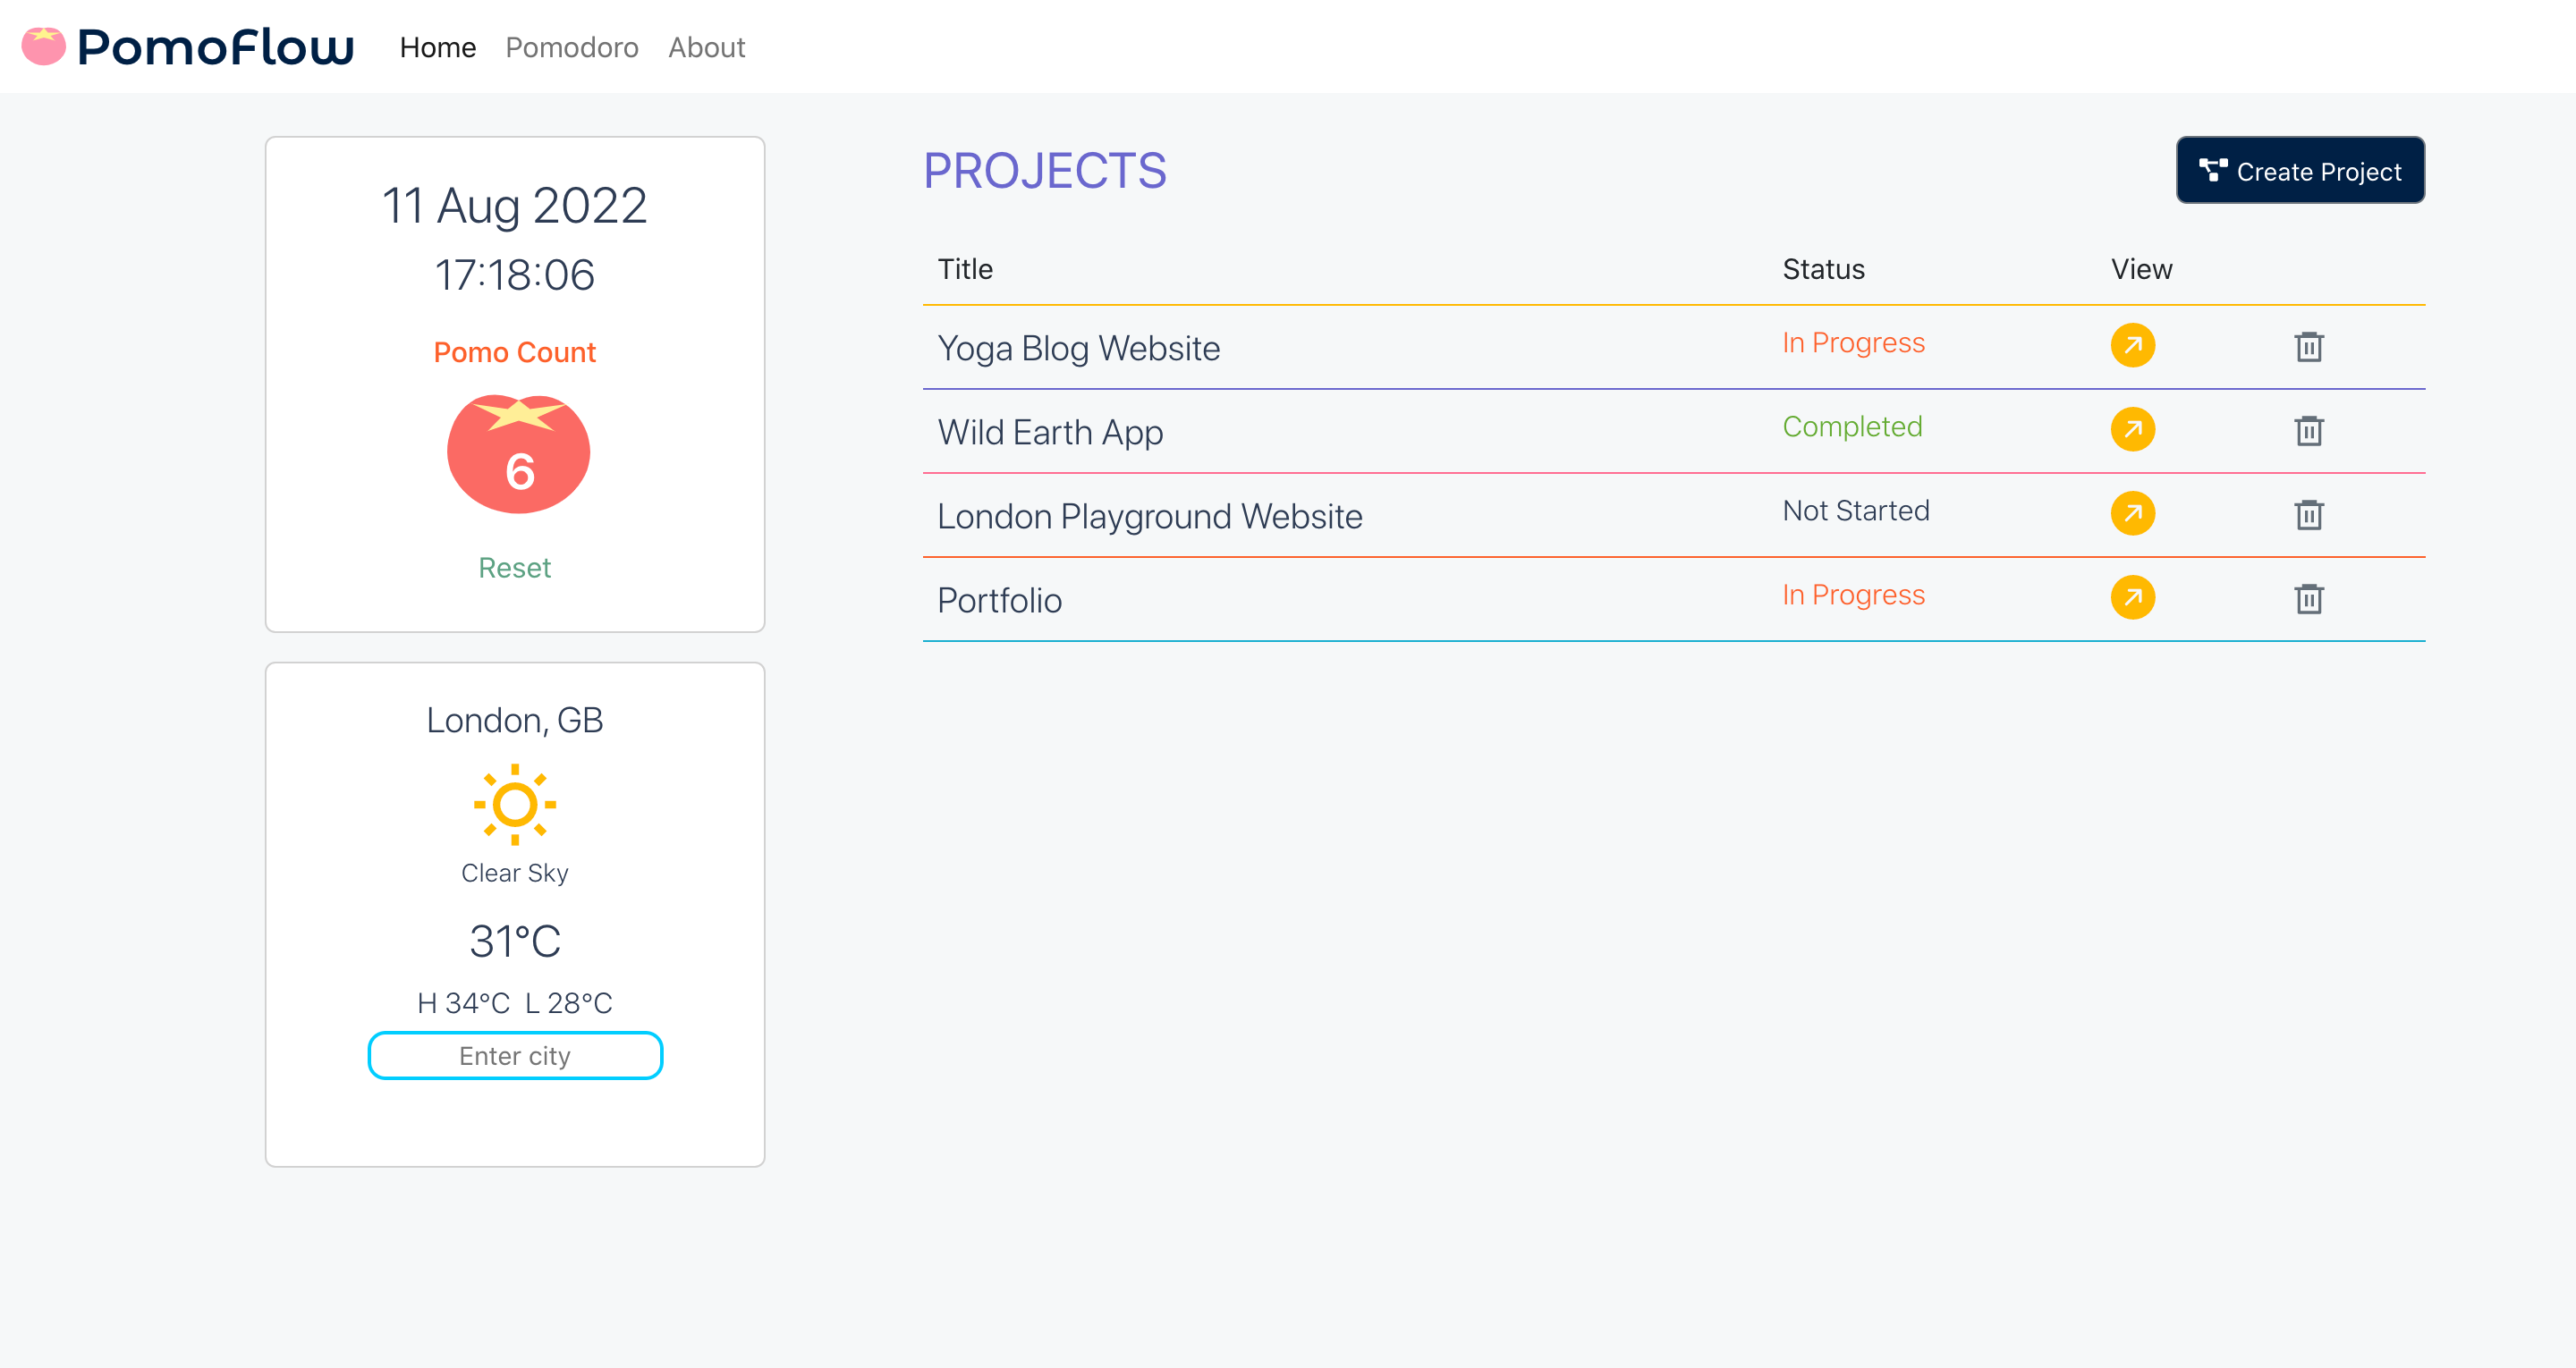 PomoFlow
Home Pomodoro About
11 Aug 2022
17:18:06
Pomo Count
6
Reset
London, GB
Clear Sky
31°C
H 34°C L 28°C
Enter city
PROJECTS
Create Project
Title Status View
Yoga Blog Website In Progress
Wild Earth App Completed
London Playground Website Not Started
Portfolio In Progress